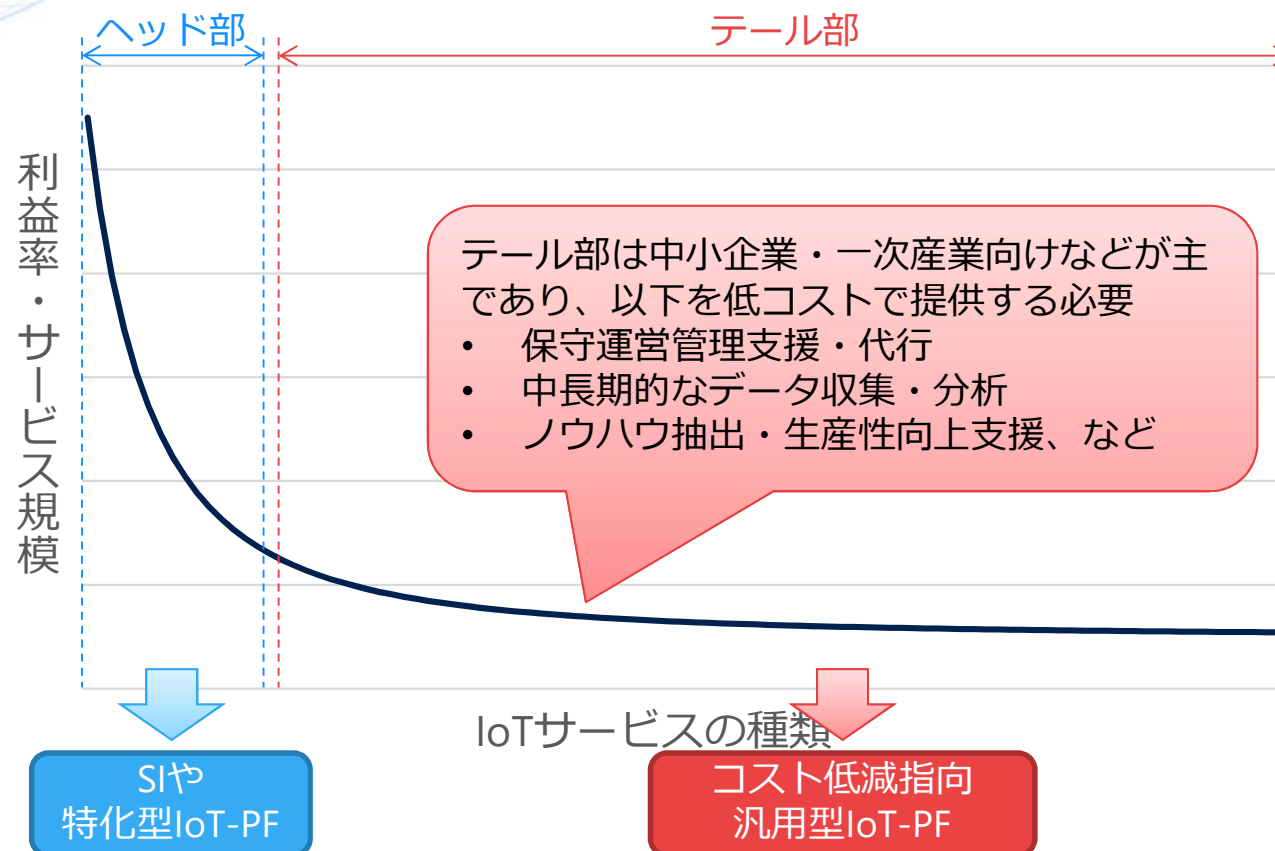 ヘッド部
テール部
利益率・サービス規模
テール部は中小企業・一次産業向けなどが主
であり、以下を低コストで提供する必要
• 保守運営管理支援・代行
• 中長期的なデータ収集・分析
• ノウハウ抽出・生産性向上支援、など
IoTサービスの種類
SIや
特化型IoT-PF
コスト低減指向
汎用型IoT-PF